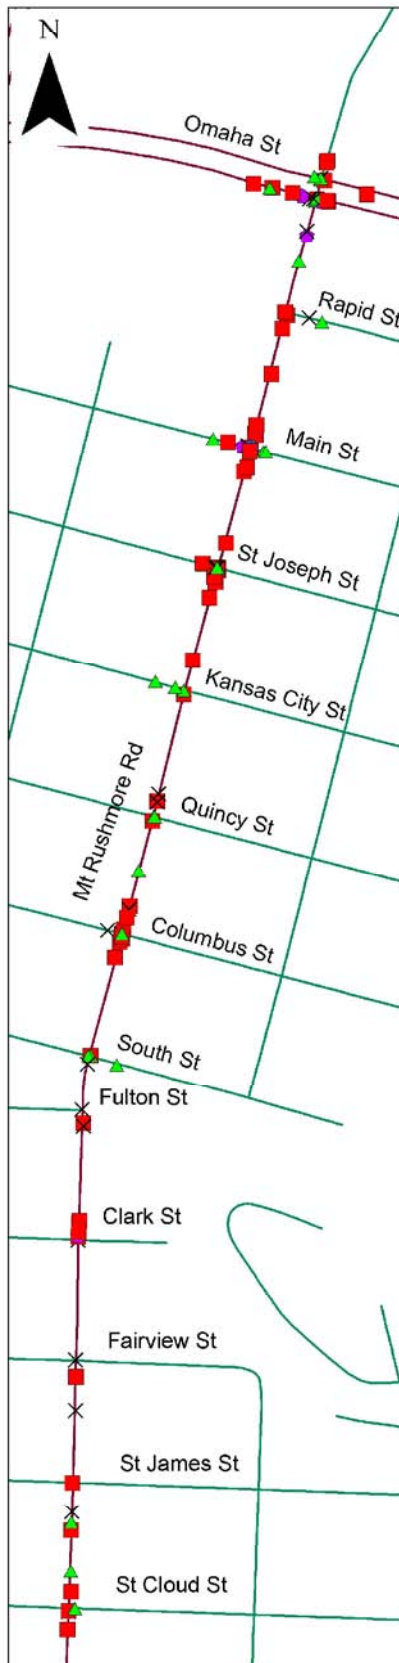 N
Omaha St
Rapid St
Main St
St Joseph St
Kansas City St
Mt Rushmore Rd
Quincy St
Columbus St
South St
Fulton St
Clark St
Fairview St
St James St
St Cloud St